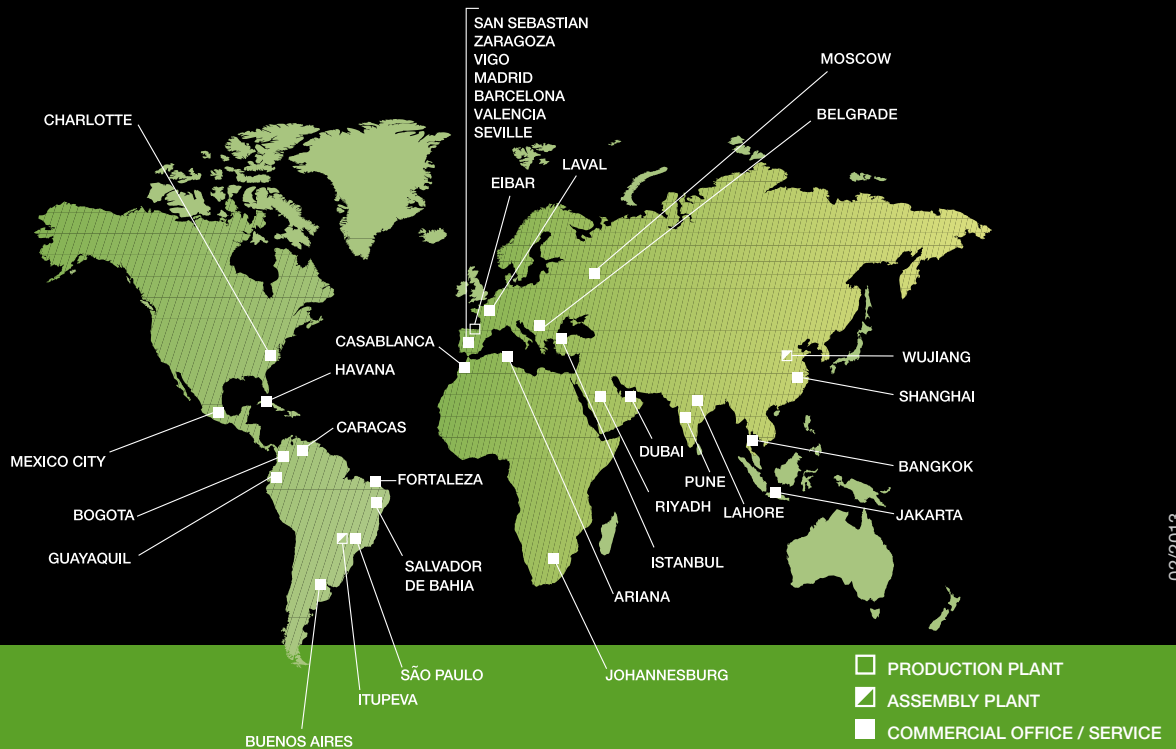 SAN SEBASTIAN
ZARAGOZA
VIGO
MADRID
BARCELONA
VALENCIA
SEVILLE
MOSCOW
BELGRADE
CHARLOTTE
LAVAL
EIBAR
CASABLANCA
HAVANA
WUJIANG
SHANGHAI
CARACAS
MEXICO CITY
DUBAI
BANGKOK
FORTALEZA
PUNE
RIYADH
LAHORE
JAKARTA
BOGOTA
GUAYAQUIL
SALVADOR
DE BAHIA
ISTANBUL
ARIANA
02/2013
SÃO PAULO
JOHANNESBURG
ITUPEVA
BUENOS AIRES
PRODUCTION PLANT
ASSEMBLY PLANT
COMMERCIAL OFFICE / SERVICE